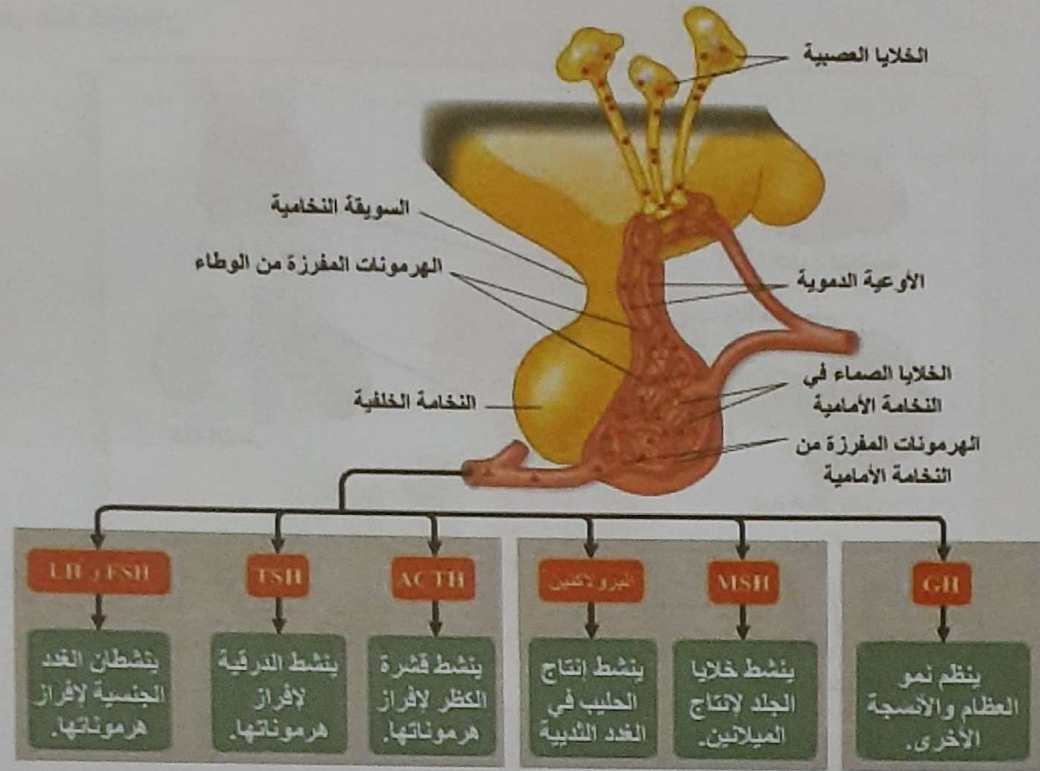 الخلايا العصبية
السويقة النخامية
الهرمونات المفرزة من الوطاء
الأوعية الدموية
الخلايا الصماء في
النخامة الأمامية
النخامة الخلفية
الهرمونات المفرزة من
النخامة الأمامية
GH
MSH
البرولاكتين
ACTH
TSH
FSH و LH
ينظم نمو
العظام والأنسجة
الأخرى.
ينشط خلايا
الجلد لإنتاج
الميلانين.
ينشط إنتاج
الحليب في
الغدد الثديية
ينشط قشرة
الكظر لإفراز
هرموناتها.
ينشط الدرقية
لإفراز
هرموناتها.
ينشطان الغدد
الجنسية لإفراز
هرموناتها.